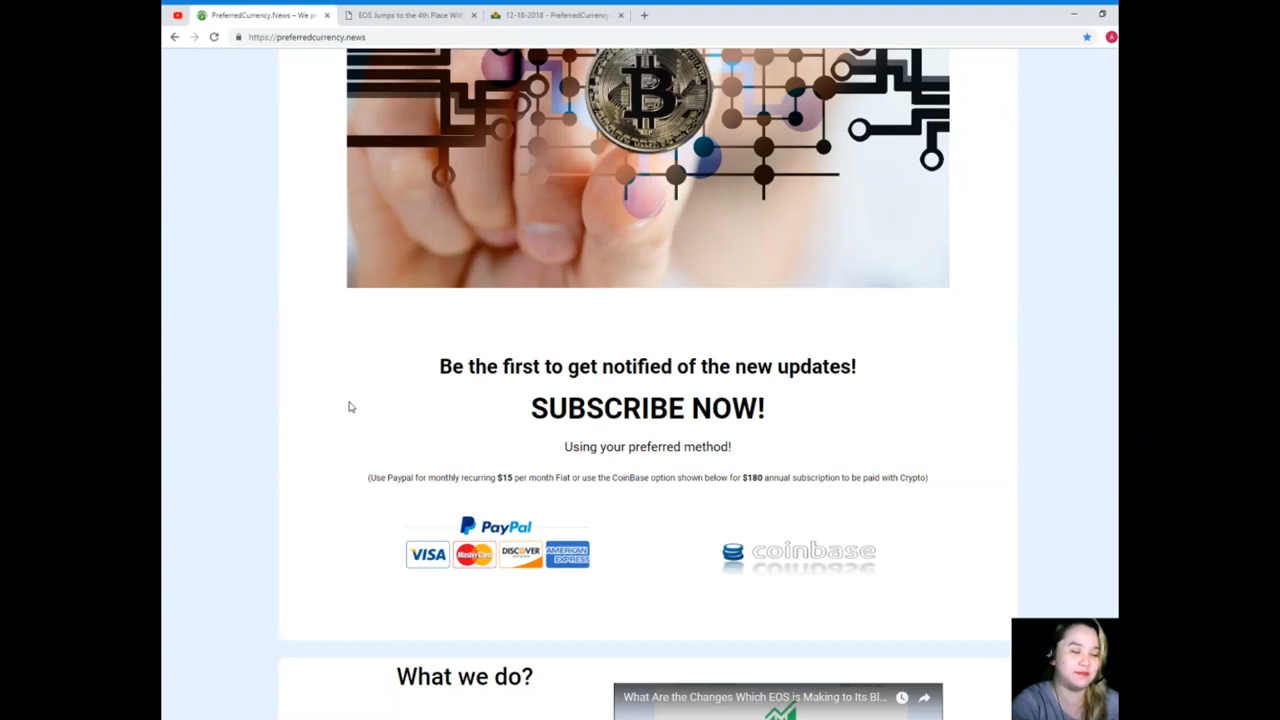 PreferredCurrency.News – We p
EOS Jumps to the 4th Place With
12-18-2018 - PreferredCurrency
https://preferredcurrency.news
B
Be the first to get notified of the new updates!
SUBSCRIBE NOW!
Using your preferred method!
(Use Paypal for monthly recurring $15 per month Fiat or use the CoinBase option shown below for $180 annual subscription to be paid with Crypto)
PayPal
VISA MasterCard DISCOVER NETWORK AMERICAN EXPRESS
coinbase
What we do?
What Are the Changes Which EOS is Making to Its Bl...